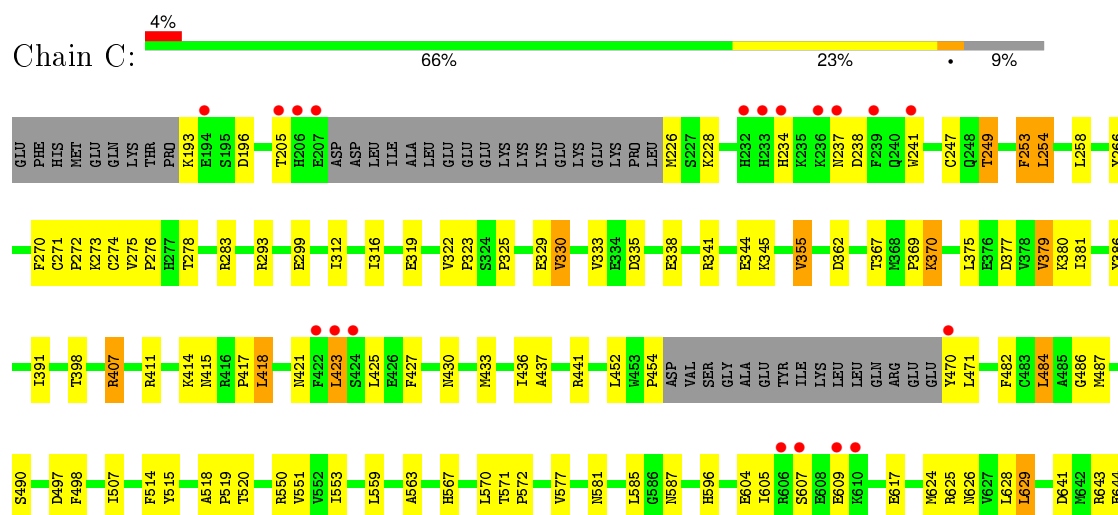 4%
Chain C:
66% 23% • 9%
GLU PHE HIS MET GLU GLN LYS THR PRO K193 E194 S195 D196 T205 H206 E207 ASP ASP LEU ILE ALA LEU GLU GLU GLU LYS LYS LYS GLU LYS GLU LYS PRO LEU M226 S227 K228 H232 H233 H234 K235 K236 N237 D238 F239 Q240 W241 C247 Q248 T249 F253 L254 L258
F270 C271 P272 K273 C274 V275 P276 H277 T278 R283 R293 E299 I312 I316 E319 V322 P323 S324 P325 E329 V330 V333 E334 D335 E338 R341 E344 K345 V355 D362 T367 M368 P369 K370 L375 E376 D377 V378 V379 K380 I381
I391 T398 R407 R411 K414 N415 R416 P417 L418 N421 F422 L423 S424 L425 E426 F427 N430 M433 I436 A437 R441 L452 W453 P454 ASP VAL SER GLY ALA GLU TYR ILE LYS LEU LEU GLN ARG GLU GLU Y470 L471 F482 C483 L484 A485 G486 M487
S490 D497 F498 I507 F514 Y515 A518 P519 T520 R550 V551 V552 I553 L559 A563 H567 L570 T571 P572 V577 N581 L585 G586 N587 H596 E604 I605 R606 S607 E608 E609 K610 E617 M624 R625 N626 V627 L628 L629 D641 M642 R643